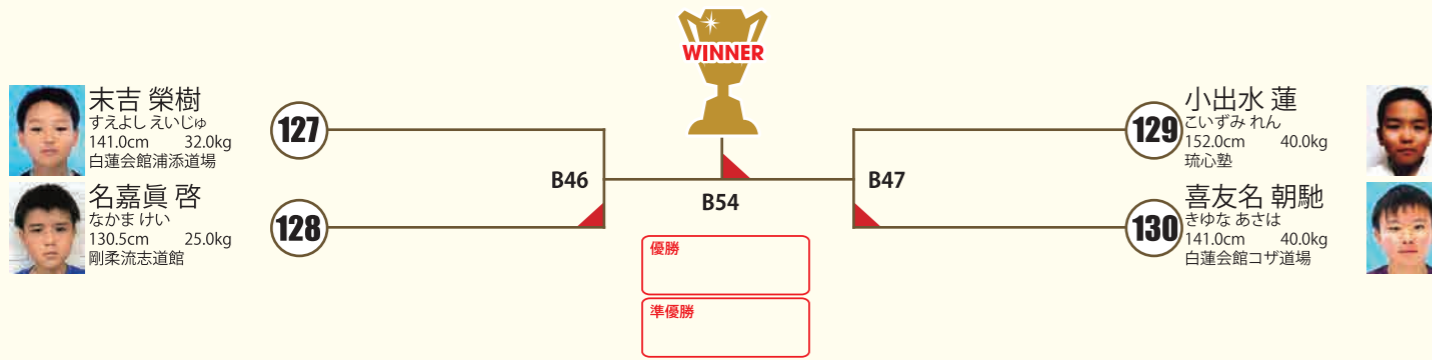 WINNER
末吉 榮樹
すえよし えいじゅ
141.0cm 32.0kg
白蓮会館浦添道場
127
名嘉眞 啓
なかま けい
130.5cm 25.0kg
剛柔流志道館
128
B46
B54
B47
優勝
準優勝
129
小出水 蓮
こいずみ れん
152.0cm 40.0kg
琉心塾
130
喜友名 朝馳
きゆな あさは
141.0cm 40.0kg
白蓮会館コザ道場